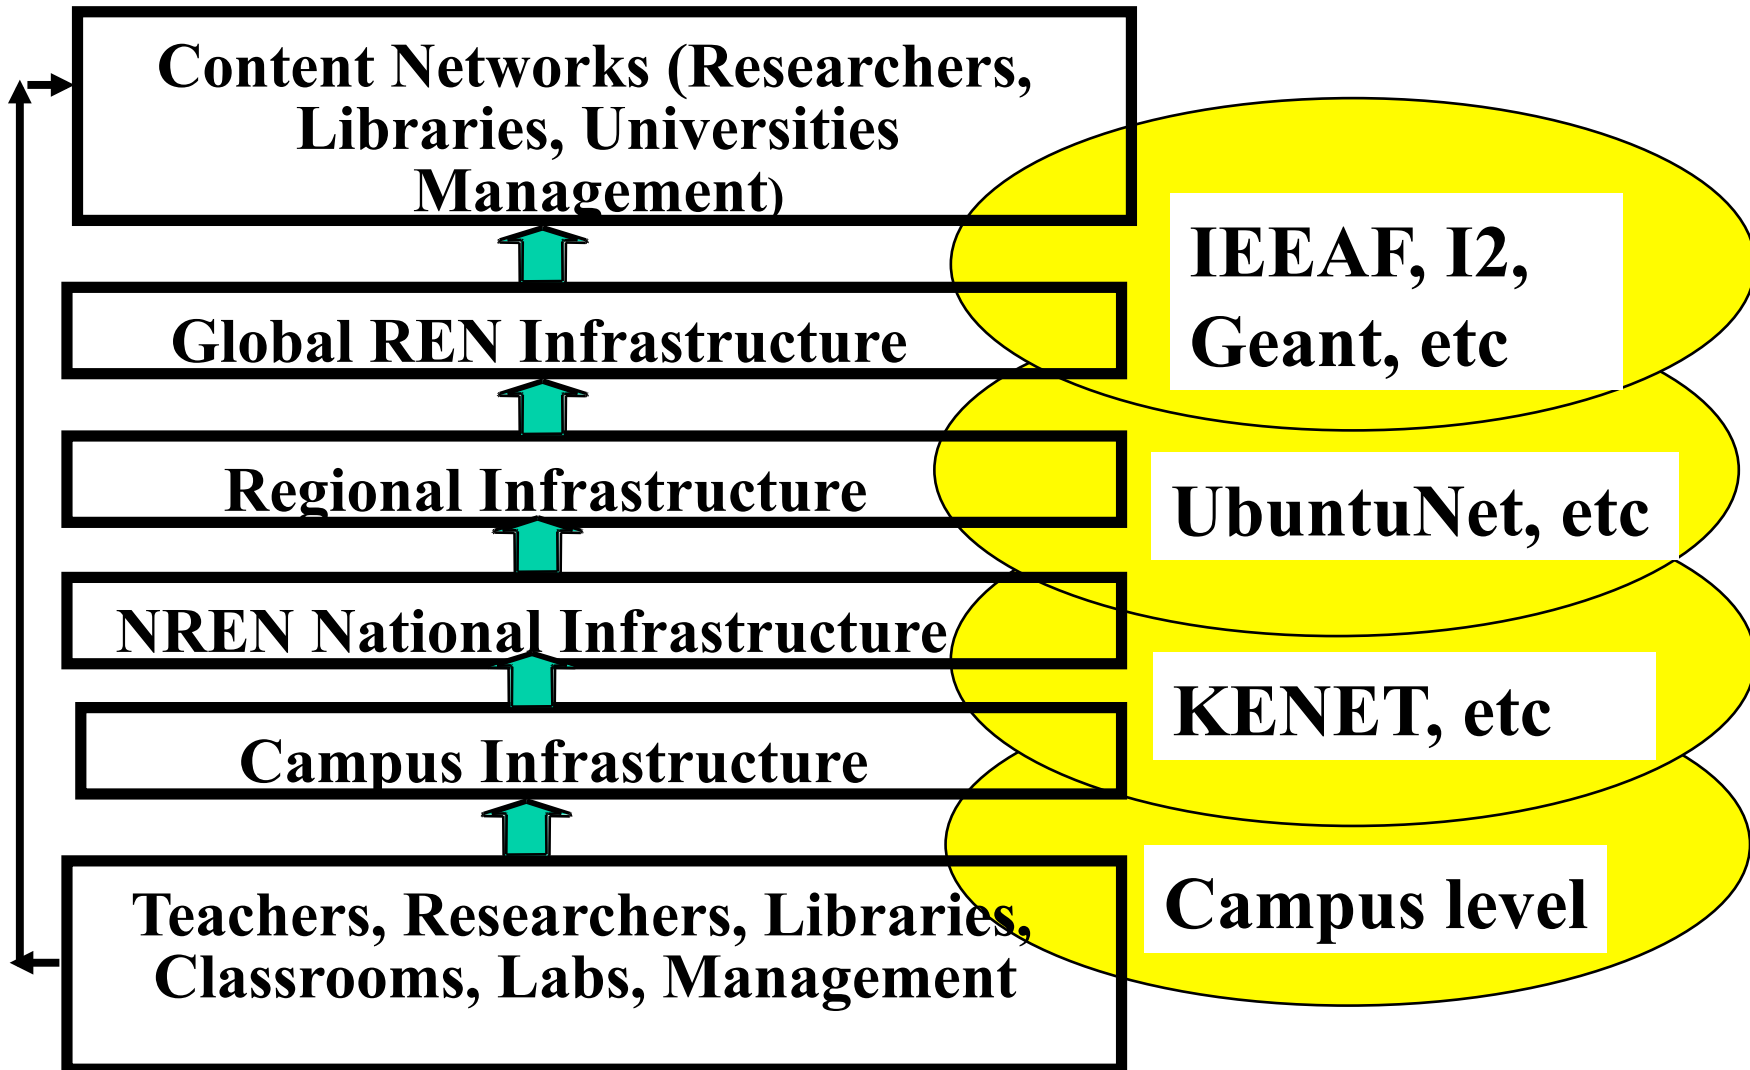 Content Networks (Researchers,
Libraries, Universities
Management)
IEEAF, I2,
Geant, etc
Global REN Infrastructure
Regional Infrastructure
UbuntuNet, etc
NREN National Infrastructure
KENET, etc
Campus Infrastructure
Campus level
Teachers, Researchers, Libraries,
Classrooms, Labs, Management